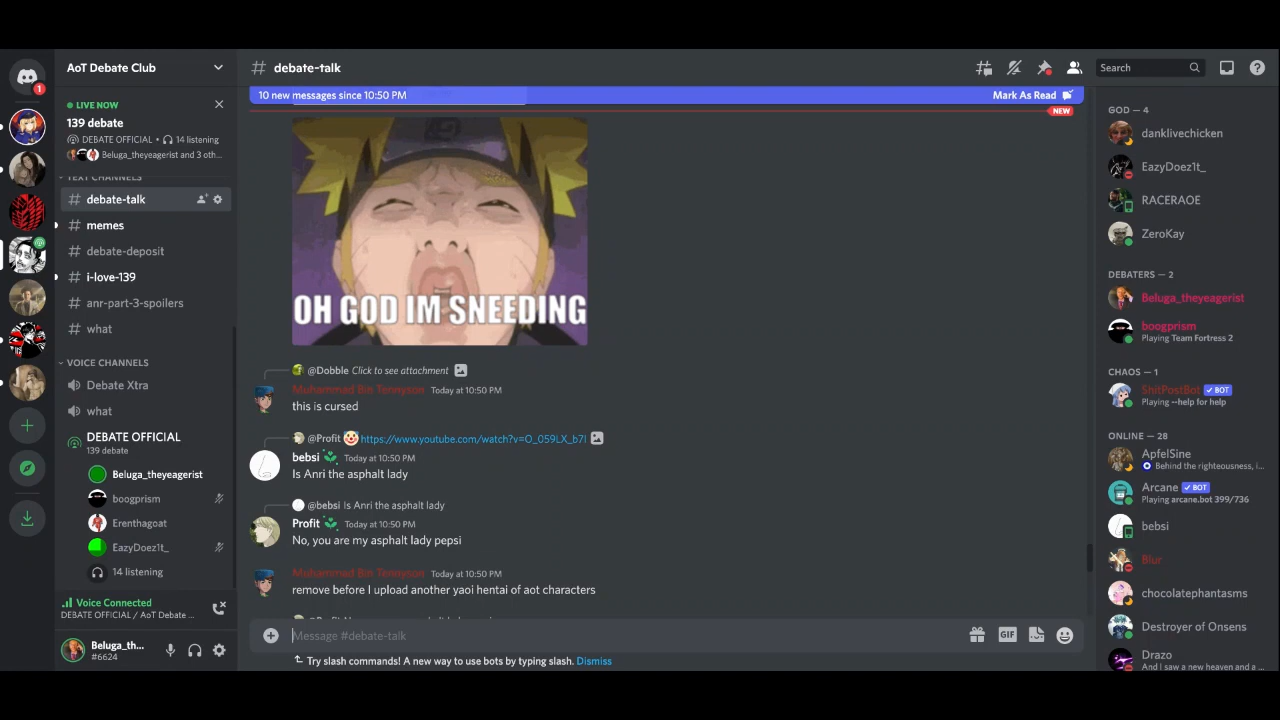 AoT Debate Club
LIVE NOW
139 debate
DEBATE OFFICIAL • 14 listening
Beluga_theyeagerist and 3 oth...
TEXT CHANNELS
debate-talk
memes
debate-deposit
i-love-139
anr-part-3-spoilers
what
VOICE CHANNELS
Debate Xtra
what
DEBATE OFFICIAL
139 debate
Beluga_theyeagerist
boogprism
Erenthagoat
EazyDoez1t_
14 listening
Voice Connected
DEBATE OFFICIAL / AoT Debate ...
Beluga_th...
#6624
1
# debate-talk
Search
10 new messages since 10:50 PM
Mark As Read
NEW
OH GOD IM SNEEDING
@Dobble Click to see attachment
Muhammad Bin Tennyson Today at 10:50 PM
this is cursed
@Profit 🤡 https://www.youtube.com/watch?v=O_059LX_b7I
bebsi Today at 10:50 PM
Is Anri the asphalt lady
@bebsi Is Anri the asphalt lady
Profit Today at 10:50 PM
No, you are my asphalt lady pepsi
Muhammad Bin Tennyson Today at 10:50 PM
remove before I upload another yaoi hentai of aot characters
Message #debate-talk
GIF
Try slash commands! A new way to use bots by typing slash. Dismiss
GOD — 4
danklivechicken
EazyDoez1t_
RACERAOE
ZeroKay
DEBATERS — 2
Beluga_theyeagerist
boogprism
Playing Team Fortress 2
CHAOS — 1
ShitPostBot ✓ BOT
Playing --help for help
ONLINE — 28
ApfelSine
Behind the righteousness, i...
Arcane ✓ BOT
Playing arcane.bot 399/736
bebsi
Blur
chocolatephantasms
Destroyer of Onsens
Drazo
And I saw a new heaven and a ...